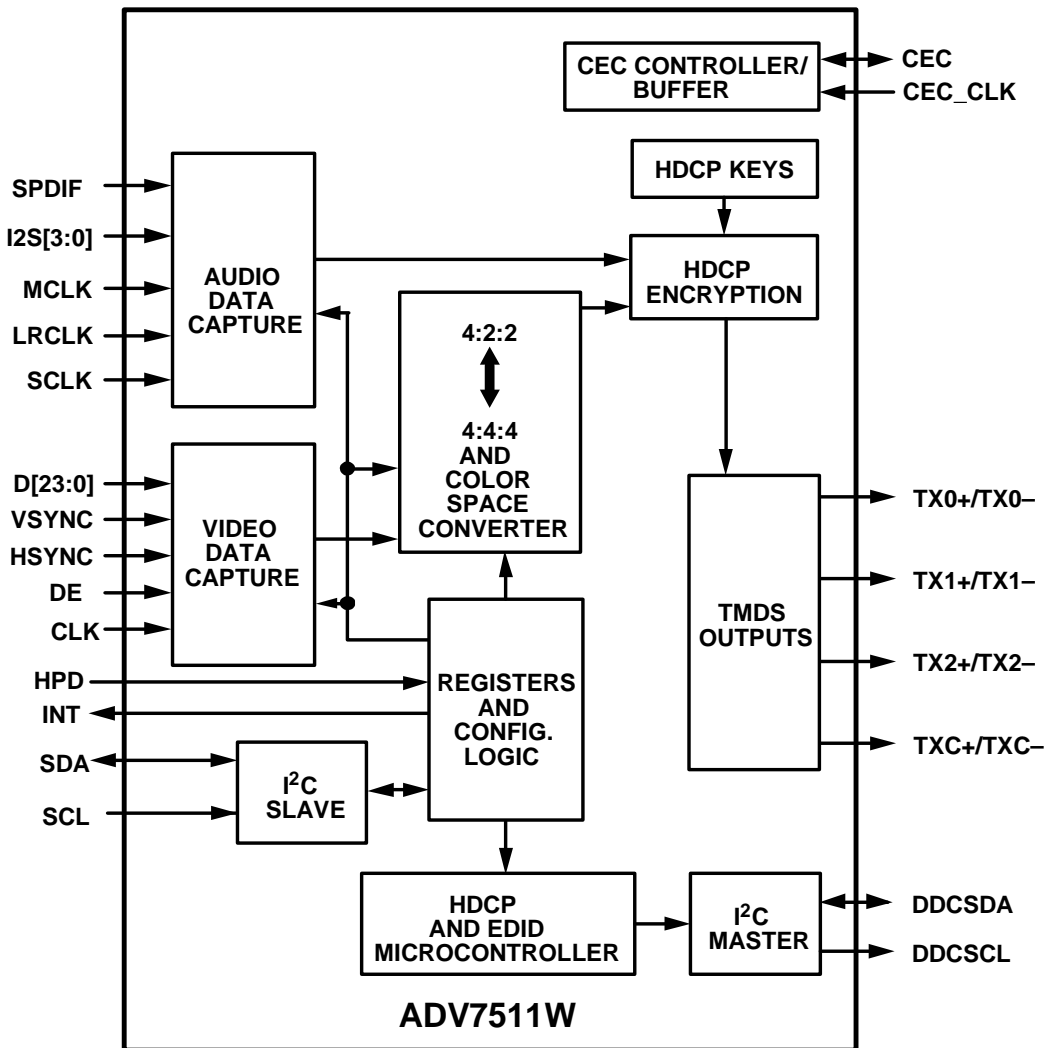 CEC CONTROLLER/
BUFFER
CEC
CEC_CLK
HDCP KEYS
SPDIF
I2S[3:0]
MCLK
LRCLK
SCLK
AUDIO
DATA
CAPTURE
HDCP
ENCRYPTION
4:2:2
4:4:4
AND
COLOR
SPACE
CONVERTER
D[23:0]
VSYNC
HSYNC
DE
CLK
VIDEO
DATA
CAPTURE
TMDS
OUTPUTS
TX0+/TX0–
TX1+/TX1–
TX2+/TX2–
TXC+/TXC–
HPD
INT
REGISTERS
AND
CONFIG.
LOGIC
SDA
SCL
I²C
SLAVE
HDCP
AND EDID
MICROCONTROLLER
I²C
MASTER
DDCSDA
DDCSCL
ADV7511W